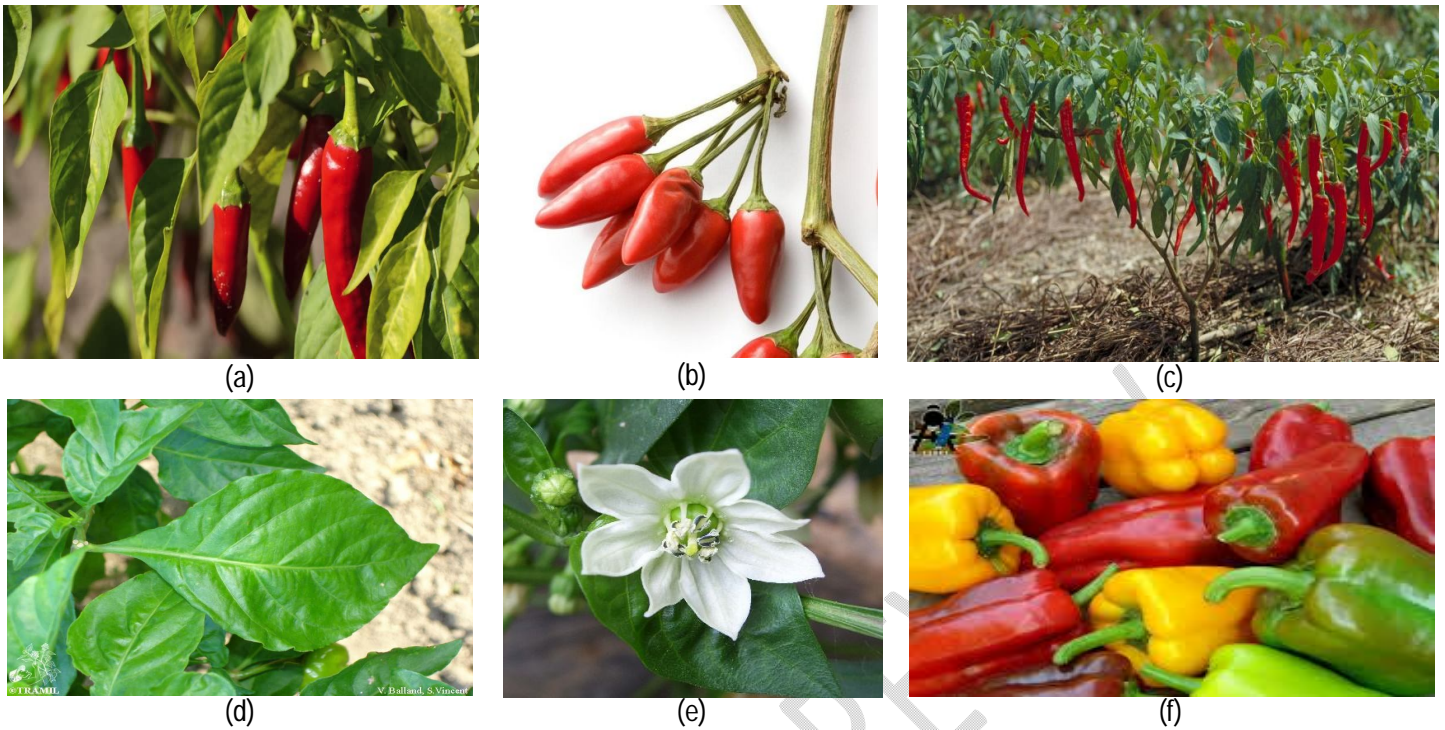 (a)
(b)
(c)
(d)
(e)
(f)
©TRAMIL
V. Balland, S. Vincent